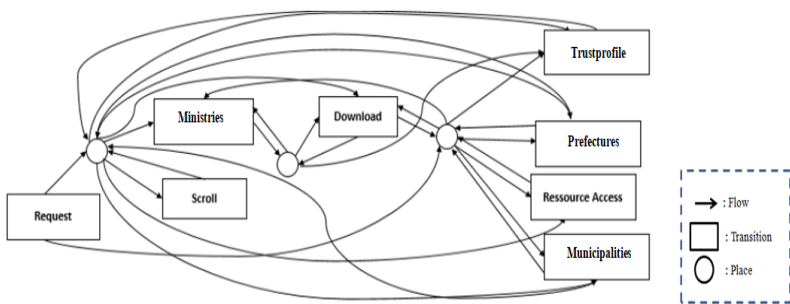 Trustprofile
Ministries
Download
Prefectures
Scroll
Ressource Access
Request
Municipalities
: Flow
: Transition
: Place